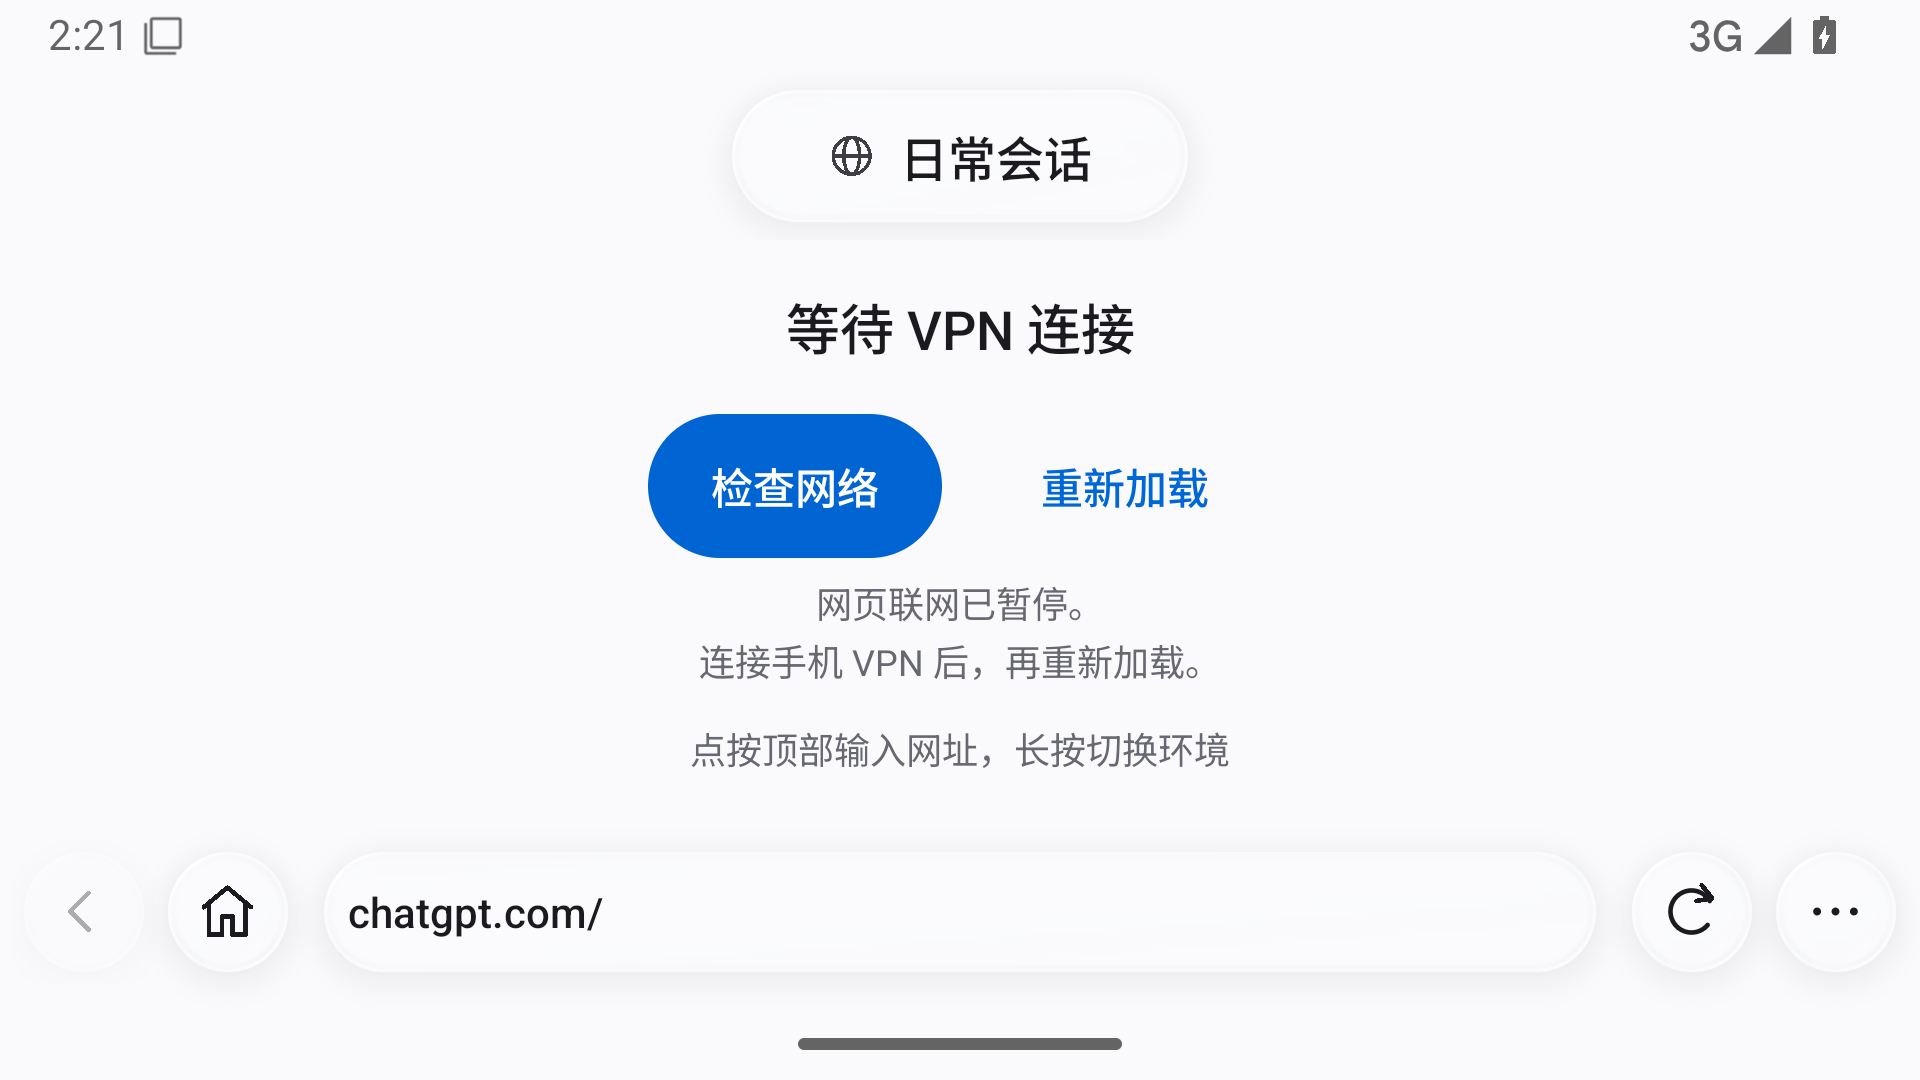 2:21
3G
日常会话
等待 VPN 连接
检查网络
重新加载
网页联网已暂停。
连接手机 VPN 后，再重新加载。
点按顶部输入网址，长按切换环境
chatgpt.com/